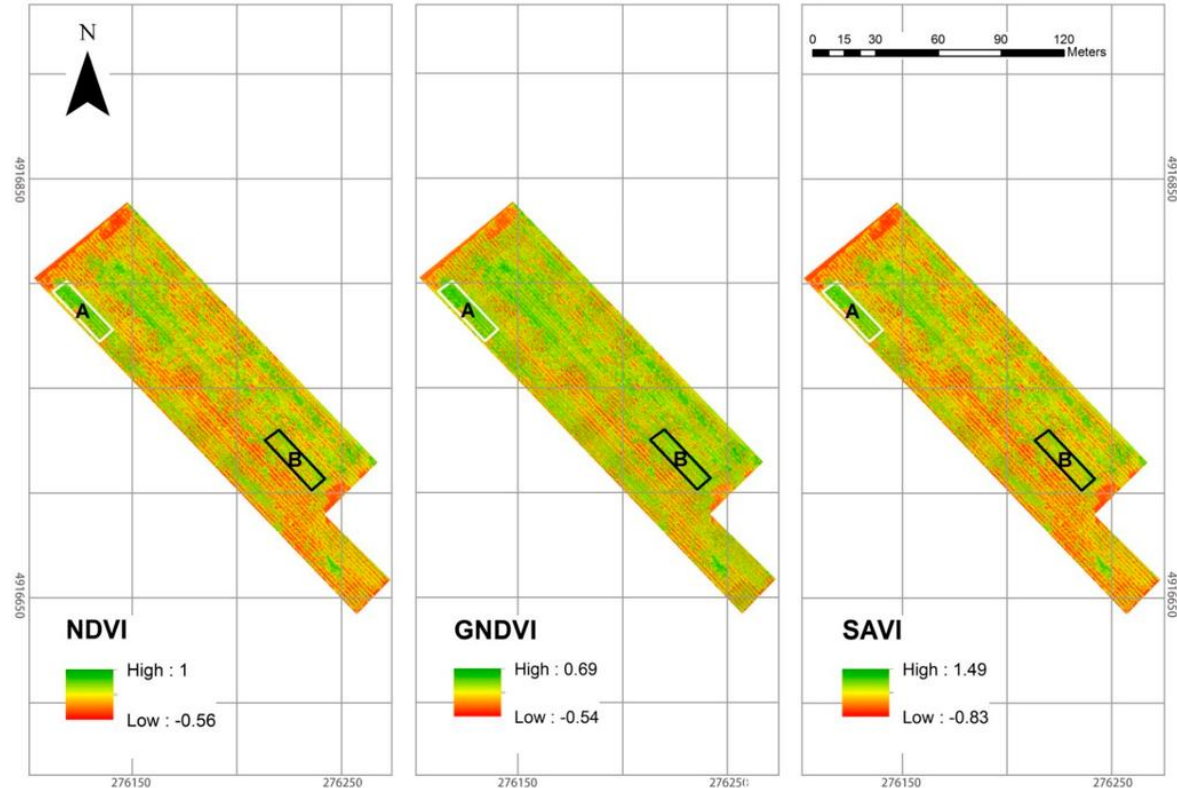 N
0 15 30 60 90 120
Meters
4916850
4916850
A
A
A
B
B
B
4916650
4916650
NDVI
High : 1
Low : -0.56
GNDVI
High : 0.69
Low : -0.54
SAVI
High : 1.49
Low : -0.83
276150
276250
276150
276250
276150
276250